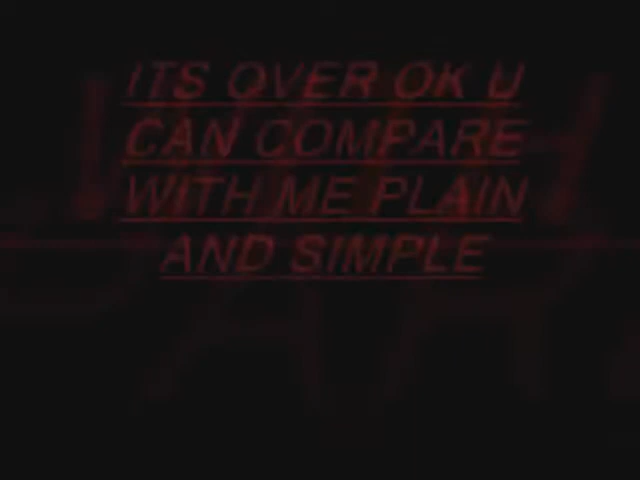 ITS OVER OK U
CAN COMPARE
WITH ME PLAIN
AND SIMPLE